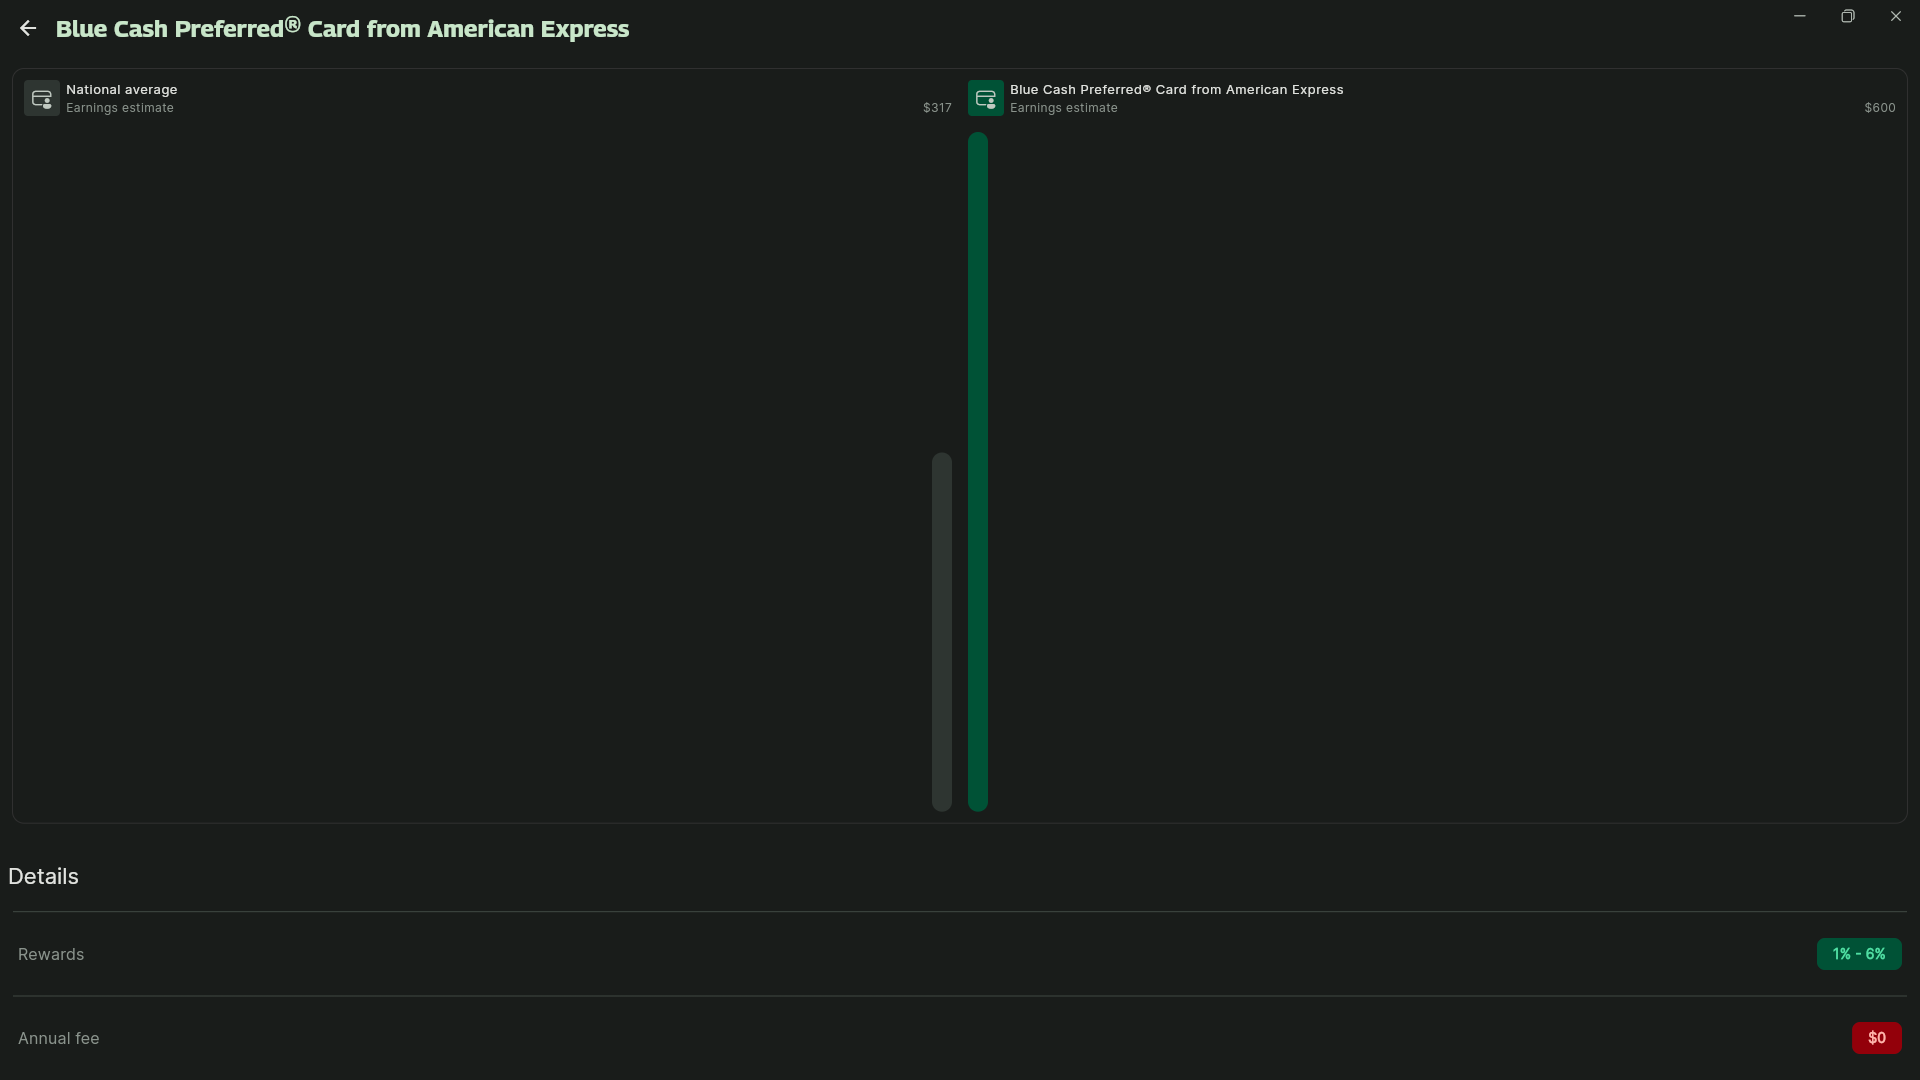 Blue Cash Preferred® Card from American Express
National average
Earnings estimate
$317
Blue Cash Preferred® Card from American Express
Earnings estimate
$600
Details
Rewards
1% - 6%
Annual fee
$0